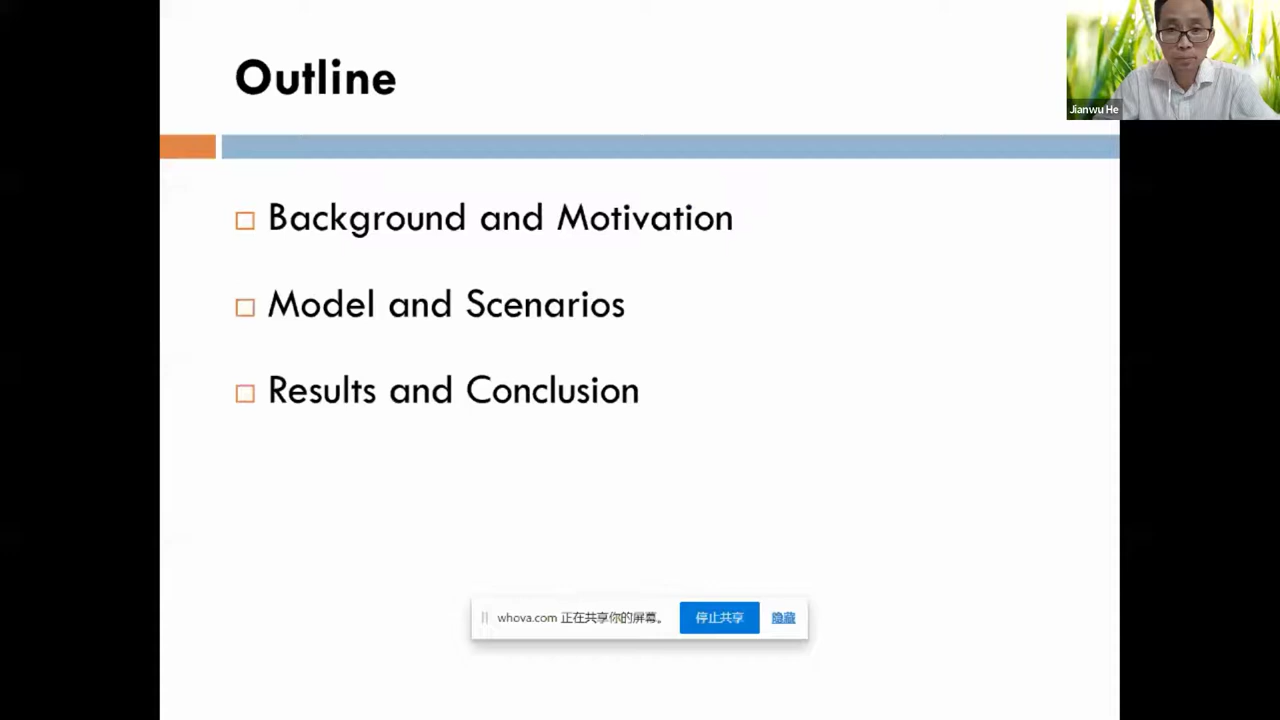 Outline
Jianwu He
Background and Motivation
Model and Scenarios
Results and Conclusion
whova.com 正在共享你的屏幕。 停止共享 隐藏